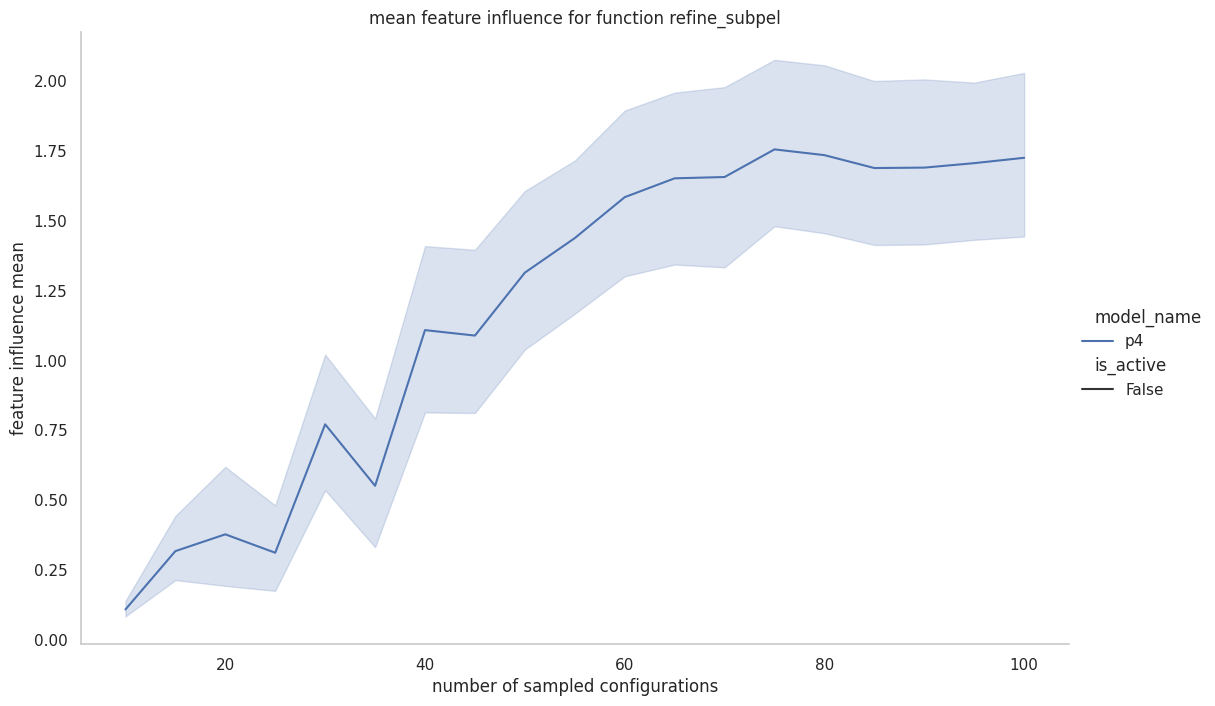 mean feature influence for function refine_subpel
feature influence mean
2.00
1.75
1.50
1.25
1.00
0.75
0.50
0.25
0.00
20
40
60
80
100
number of sampled configurations
model_name
p4
is_active
False